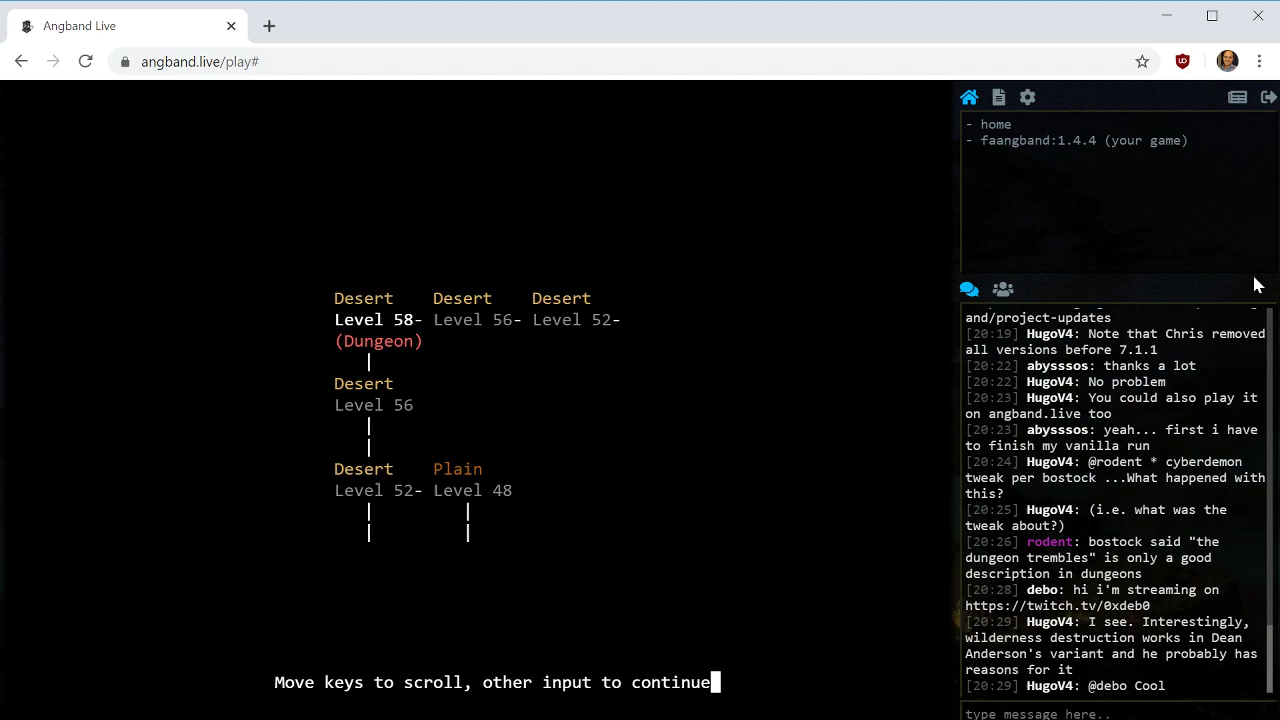 Angband Live
angband.live/play#
- home
- faangband:1.4.4 (your game)
Desert Desert Desert
Level 58- Level 56- Level 52-
(Dungeon)
Desert
Level 56
Desert Plain
Level 52- Level 48
Move keys to scroll, other input to continue
and/project-updates
[20:19] HugoV4: Note that Chris removed
all versions before 7.1.1
[20:22] abysssos: thanks a lot
[20:22] HugoV4: No problem
[20:23] HugoV4: You could also play it
on angband.live too
[20:23] abysssos: yeah... first i have
to finish my vanilla run
[20:24] HugoV4: @rodent * cyberdemon
tweak per bostock ...What happened with
this?
[20:25] HugoV4: (i.e. what was the
tweak about?)
[20:26] rodent: bostock said "the
dungeon trembles" is only a good
description in dungeons
[20:28] debo: hi i'm streaming on
https://twitch.tv/0xdeb0
[20:29] HugoV4: I see. Interestingly,
wilderness destruction works in Dean
Anderson's variant and he probably has
reasons for it
[20:29] HugoV4: @debo Cool
type message here..